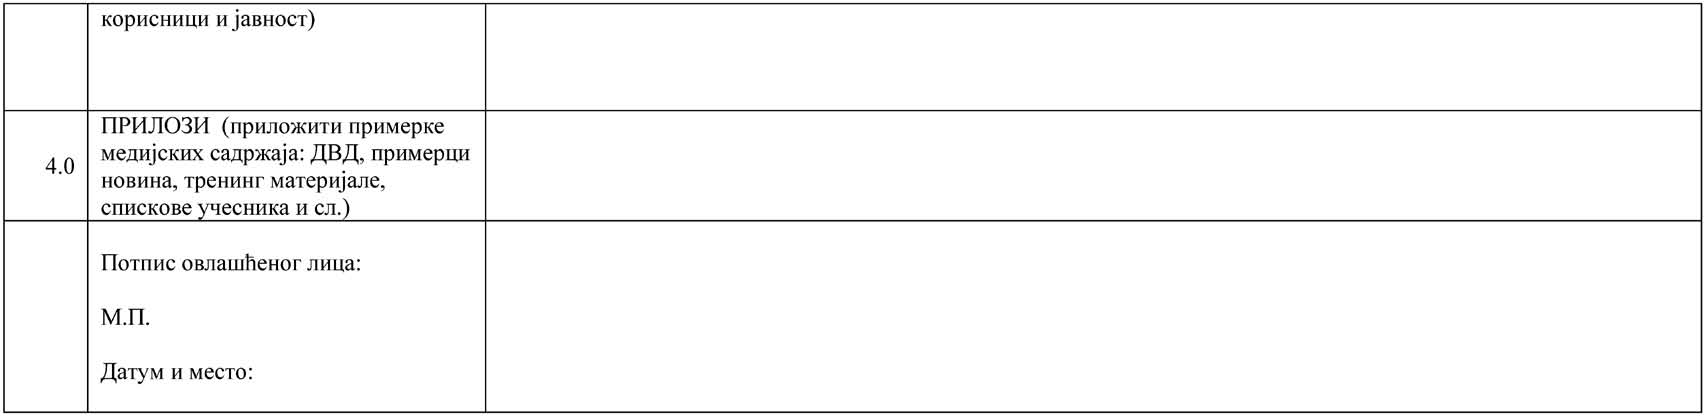 корисници и јавност)
ПРИЛОЗИ (приложити примерке
медијских садржаја: ДВД, примерци
4.0
новина, тренинг материјале,
спискове учесника и сл.)
Потпис овлашћеног лица:
М.П.
Датум и место: